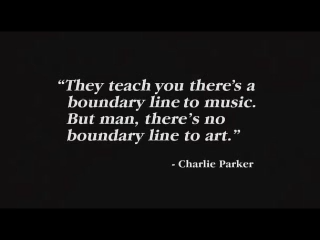 “They teach you there’s a
boundary line to music.
But man, there’s no
boundary line to art.”
- Charlie Parker